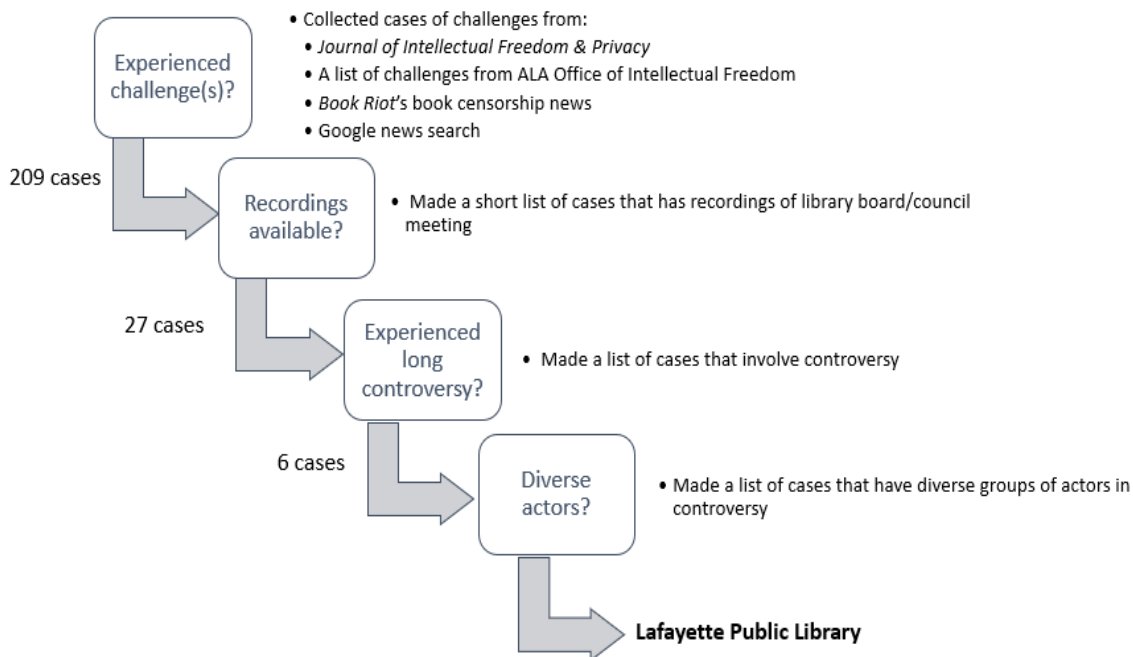 Experienced
challenge(s)?
• Collected cases of challenges from:
• Journal of Intellectual Freedom & Privacy
• A list of challenges from ALA Office of Intellectual Freedom
• Book Riot's book censorship news
• Google news search
209 cases
Recordings
available?
• Made a short list of cases that has recordings of library board/council
meeting
27 cases
Experienced
long
controversy?
• Made a list of cases that involve controversy
6 cases
Diverse
actors?
• Made a list of cases that have diverse groups of actors in
controversy
Lafayette Public Library